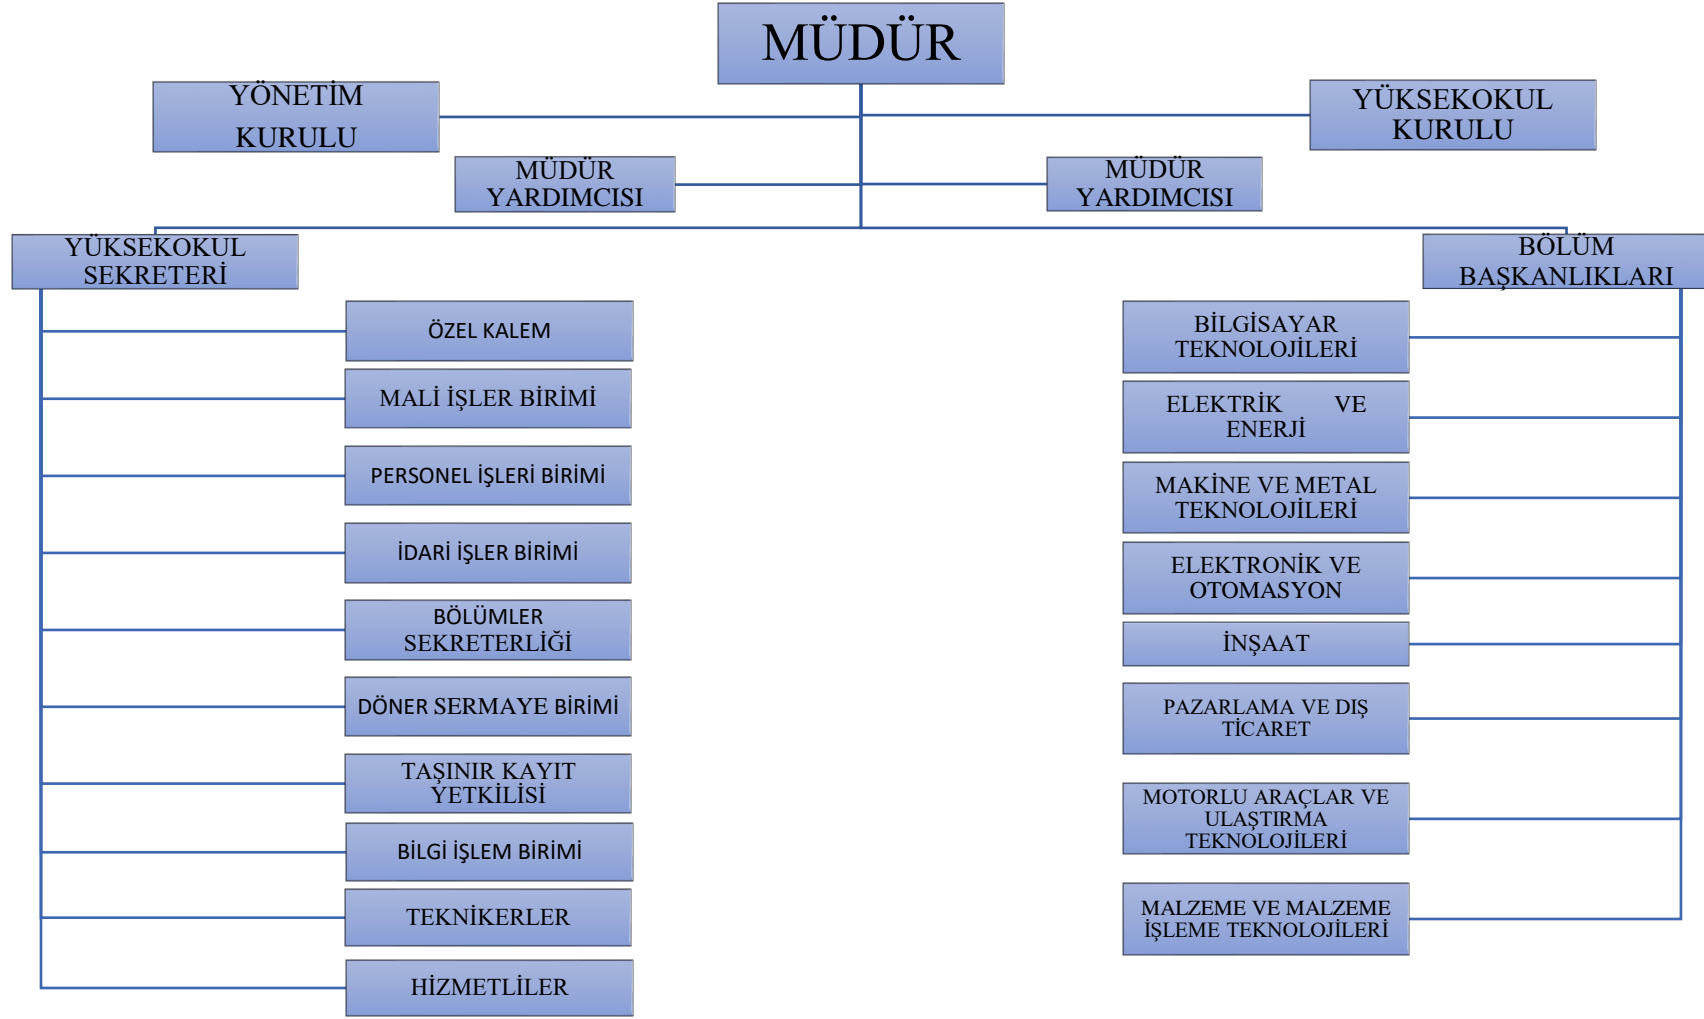 MÜDÜR
YÖNETİM
KURULU
YÜKSEKOKUL
KURULU
MÜDÜR
YARDIMCISI
MÜDÜR
YARDIMCISI
YÜKSEKOKUL
SEKRETERİ
BÖLÜM
BAŞKANLIKLARI
ÖZEL KALEM
MALİ İŞLER BİRİMİ
PERSONEL İŞLERİ BİRİMİ
İDARİ İŞLER BİRİMİ
BÖLÜMLER
SEKRETERLİĞİ
DÖNER SERMAYE BİRİMİ
TAŞINIR KAYIT
YETKİLİSİ
BİLGİ İŞLEM BİRİMİ
TEKNİKERLER
HİZMETLİLER
BİLGİSAYAR
TEKNOLOJİLERİ
ELEKTRİK VE
ENERJİ
MAKİNE VE METAL
TEKNOLOJİLERİ
ELEKTRONİK VE
OTOMASYON
İNŞAAT
PAZARLAMA VE DIŞ
TİCARET
MOTORLU ARAÇLAR VE
ULAŞTIRMA
TEKNOLOJİLERİ
MALZEME VE MALZEME
İŞLEME TEKNOLOJİLERİ